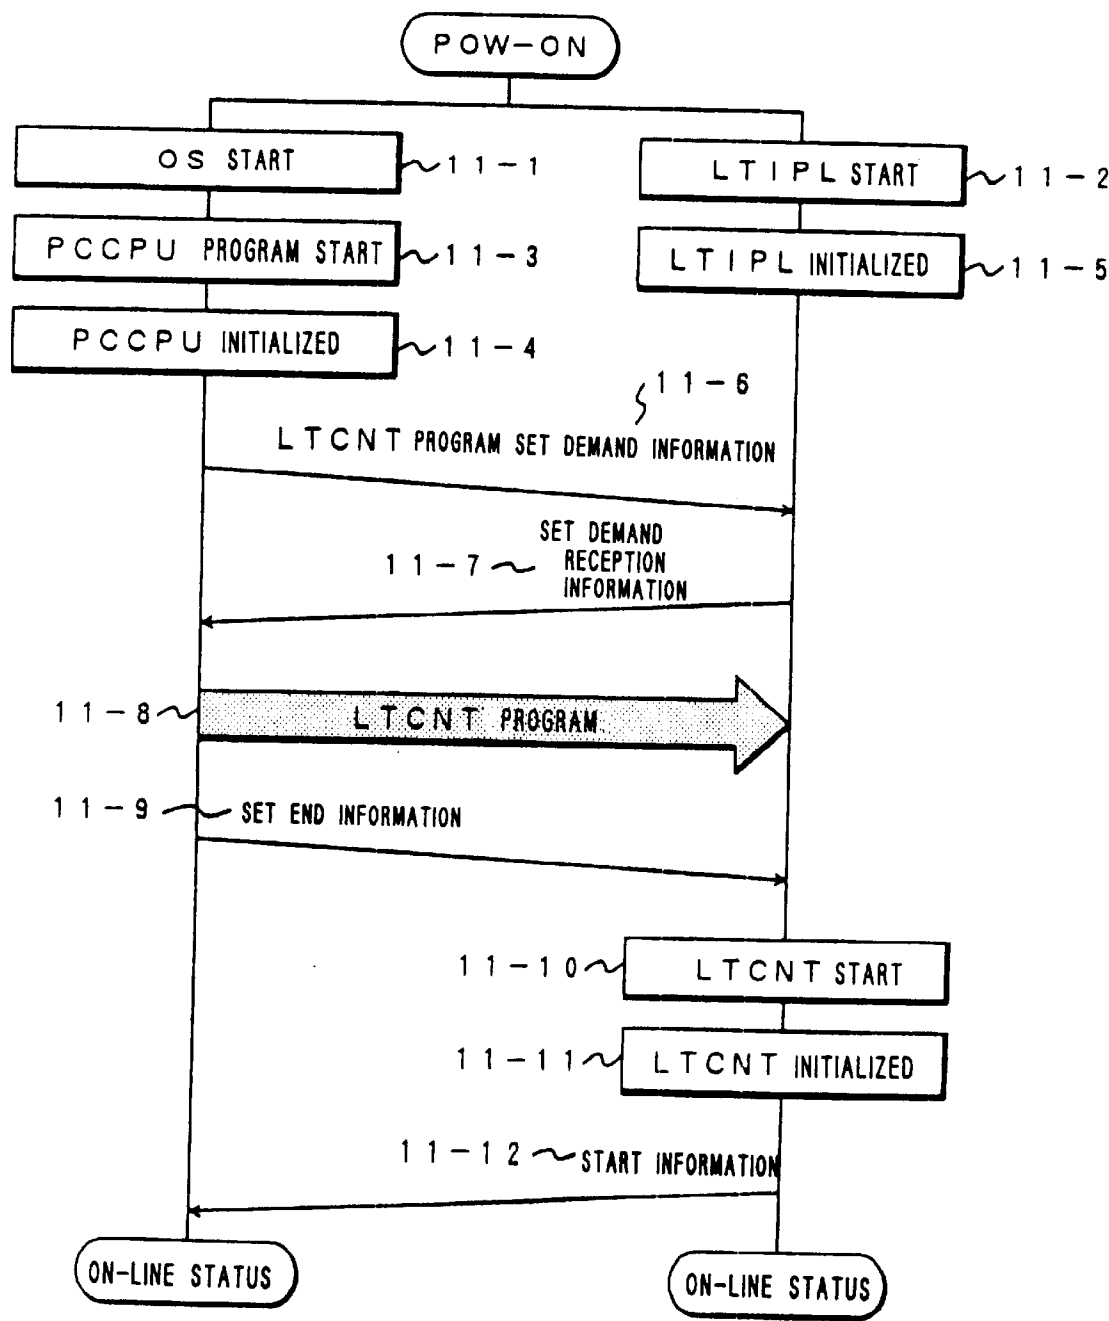 POW-ON
OS START
11-1
LTIPL START
11-2
PCCPU PROGRAM START
11-3
LTIPL INITIALIZED
11-5
PCCPU INITIALIZED
11-4
11-6
LTCNT PROGRAM SET DEMAND INFORMATION
SET DEMAND
11-7
RECEPTION
INFORMATION
11-8
LTCNT PROGRAM
11-9
SET END INFORMATION
11-10
LTCNT START
11-11
LTCNT INITIALIZED
11-12
START INFORMATION
ON-LINE STATUS
ON-LINE STATUS